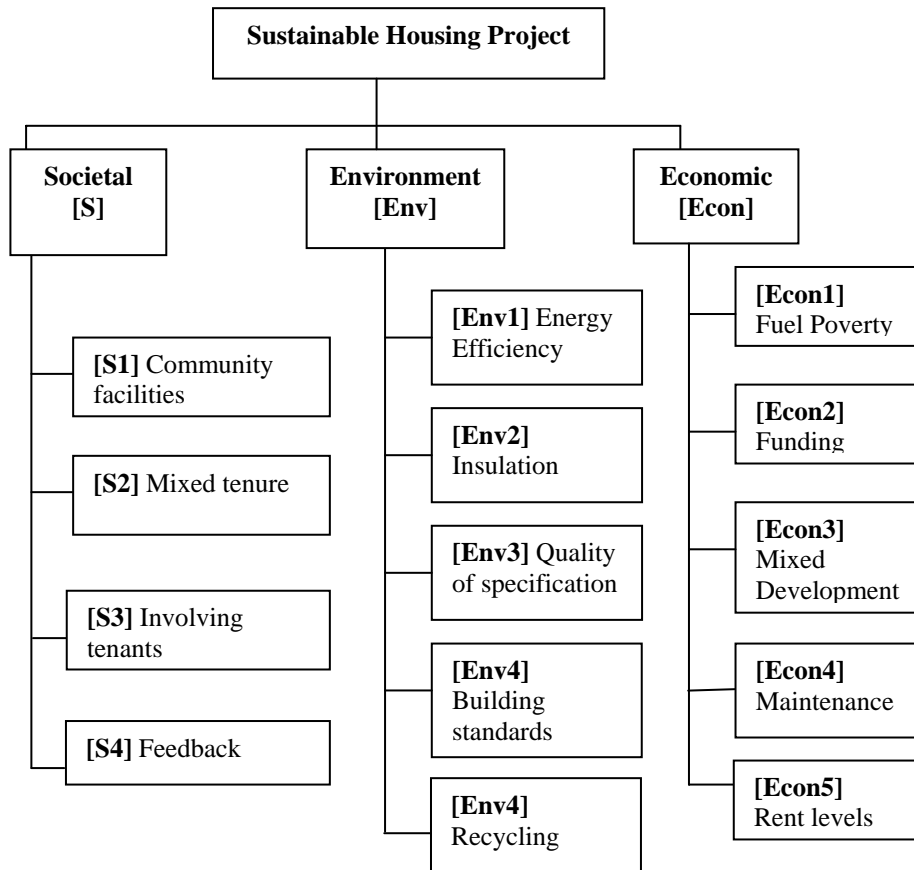 Sustainable Housing Project
Societal
[S]
[S1] Community
facilities
[S2] Mixed tenure
[S3] Involving
tenants
[S4] Feedback
Environment
[Env]
[Env1] Energy
Efficiency
[Env2]
Insulation
[Env3] Quality
of specification
[Env4]
Building
standards
[Env4]
Recycling
Economic
[Econ]
[Econ1]
Fuel Poverty
[Econ2]
Funding
[Econ3]
Mixed
Development
[Econ4]
Maintenance
[Econ5]
Rent levels